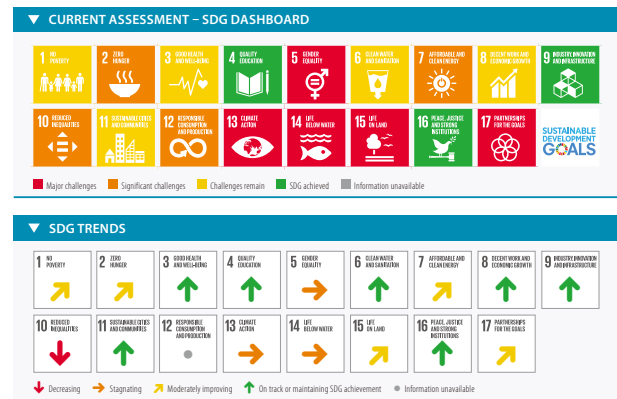 ▼ CURRENT ASSESSMENT – SDG DASHBOARD
1 NO POVERTY
2 ZERO HUNGER
3 GOOD HEALTH AND WELL-BEING
4 QUALITY EDUCATION
5 GENDER EQUALITY
6 CLEAN WATER AND SANITATION
7 AFFORDABLE AND CLEAN ENERGY
8 DECENT WORK AND ECONOMIC GROWTH
9 INDUSTRY, INNOVATION AND INFRASTRUCTURE
10 REDUCED INEQUALITIES
11 SUSTAINABLE CITIES AND COMMUNITIES
12 RESPONSIBLE CONSUMPTION AND PRODUCTION
13 CLIMATE ACTION
14 LIFE BELOW WATER
15 LIFE ON LAND
16 PEACE, JUSTICE AND STRONG INSTITUTIONS
17 PARTNERSHIPS FOR THE GOALS
SUSTAINABLE
DEVELOPMENT
GOALS
Major challenges Significant challenges Challenges remain SDG achieved Information unavailable
▼ SDG TRENDS
1 NO POVERTY
2 ZERO HUNGER
3 GOOD HEALTH AND WELL-BEING
4 QUALITY EDUCATION
5 GENDER EQUALITY
6 CLEAN WATER AND SANITATION
7 AFFORDABLE AND CLEAN ENERGY
8 DECENT WORK AND ECONOMIC GROWTH
9 INDUSTRY, INNOVATION AND INFRASTRUCTURE
10 REDUCED INEQUALITIES
11 SUSTAINABLE CITIES AND COMMUNITIES
12 RESPONSIBLE CONSUMPTION AND PRODUCTION
13 CLIMATE ACTION
14 LIFE BELOW WATER
15 LIFE ON LAND
16 PEACE, JUSTICE AND STRONG INSTITUTIONS
17 PARTNERSHIPS FOR THE GOALS
Decreasing Stagnating Moderately improving On track or maintaining SDG achievement Information unavailable